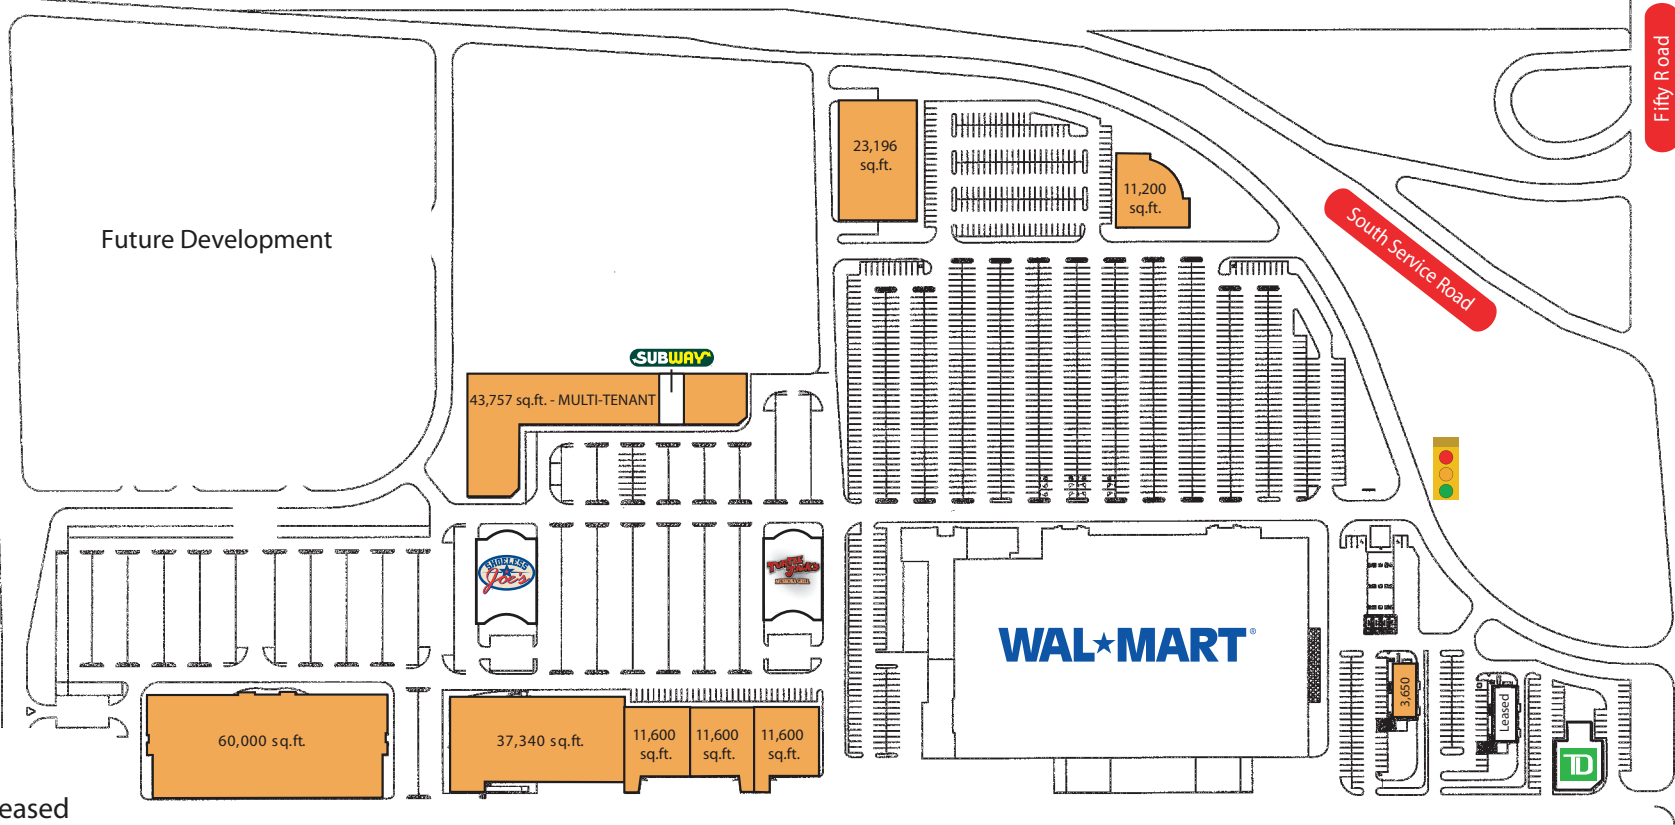 Fifty Road
South Service Road
23,196
sq.ft.
11,200
sq.ft.
Future Development
SUBWAY
43,757 sq.ft. - MULTI-TENANT
SHOELESS
Joe's
WAL★MART®
3,650
Leased
TD
60,000 sq.ft.
37,340 sq.ft.
11,600
sq.ft.
11,600
sq.ft.
11,600
sq.ft.
eased